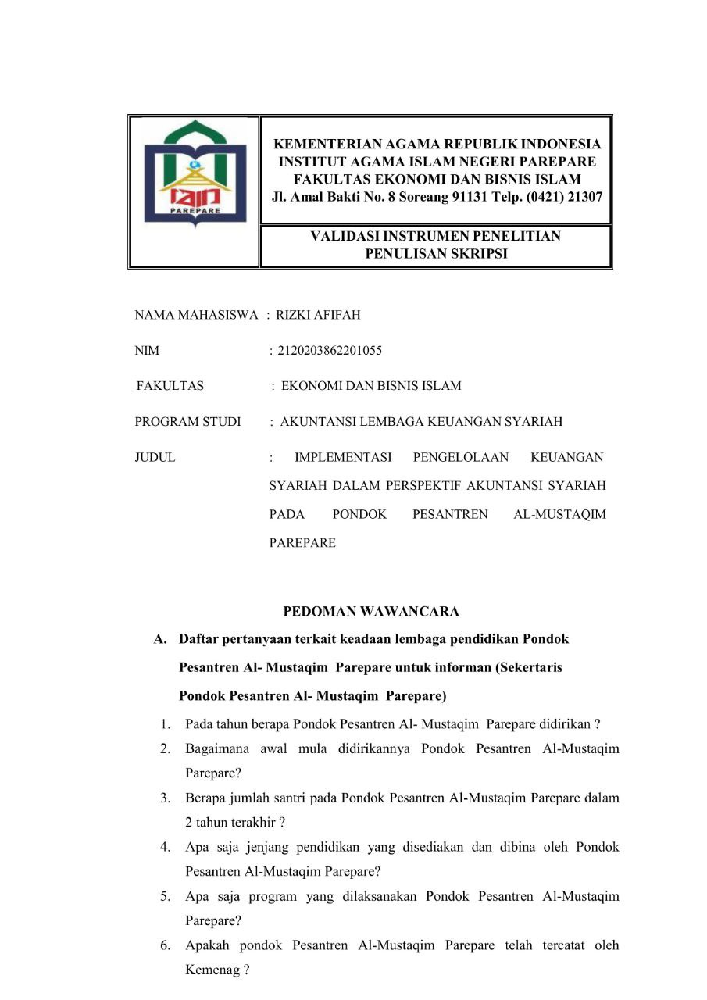 iain
PAREPARE
KEMENTERIAN AGAMA REPUBLIK INDONESIA
INSTITUT AGAMA ISLAM NEGERI PAREPARE
FAKULTAS EKONOMI DAN BISNIS ISLAM
Jl. Amal Bakti No. 8 Soreang 91131 Telp. (0421) 21307
VALIDASI INSTRUMEN PENELITIAN
PENULISAN SKRIPSI
NAMA MAHASISWA : RIZKI AFIFAH
NIM : 2120203862201055
FAKULTAS : EKONOMI DAN BISNIS ISLAM
PROGRAM STUDI : AKUNTANSI LEMBAGA KEUANGAN SYARIAH
JUDUL : IMPLEMENTASI PENGELOLAAN KEUANGAN
SYARIAH DALAM PERSPEKTIF AKUNTANSI SYARIAH
PADA PONDOK PESANTREN AL-MUSTAQIM
PAREPARE
PEDOMAN WAWANCARA
A. Daftar pertanyaan terkait keadaan lembaga pendidikan Pondok
Pesantren Al- Mustaqim Parepare untuk informan (Sekertaris
Pondok Pesantren Al- Mustaqim Parepare)
1. Pada tahun berapa Pondok Pesantren Al- Mustaqim Parepare didirikan ?
2. Bagaimana awal mula didirikannya Pondok Pesantren Al-Mustaqim
Parepare?
3. Berapa jumlah santri pada Pondok Pesantren Al-Mustaqim Parepare dalam
2 tahun terakhir ?
4. Apa saja jenjang pendidikan yang disediakan dan dibina oleh Pondok
Pesantren Al-Mustaqim Parepare?
5. Apa saja program yang dilaksanakan Pondok Pesantren Al-Mustaqim
Parepare?
6. Apakah pondok Pesantren Al-Mustaqim Parepare telah tercatat oleh
Kemenag ?